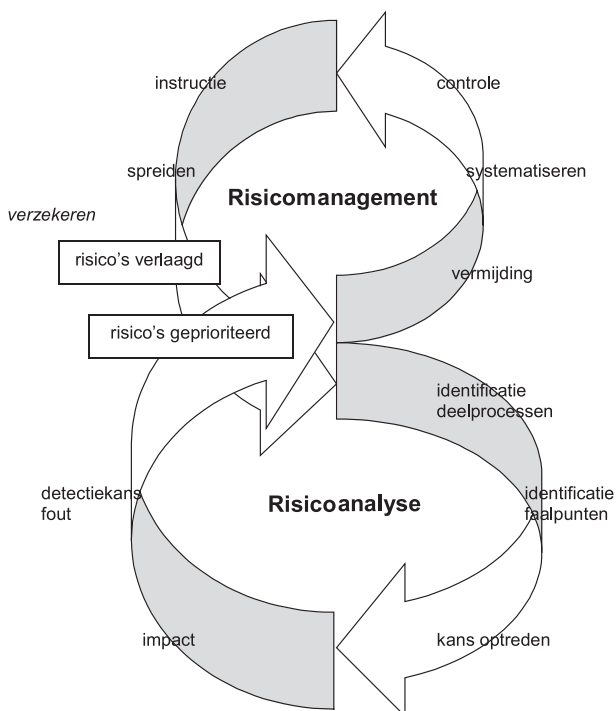 instructie
controle
spreiden
systematiseren
Risicomanagement
verzekeren
risico's verlaagd
vermijding
risico's geprioriteerd
identificatie
deelprocessen
detectiekans
fout
Risicoanalyse
identificatie
faalpunten
impact
kans optreden